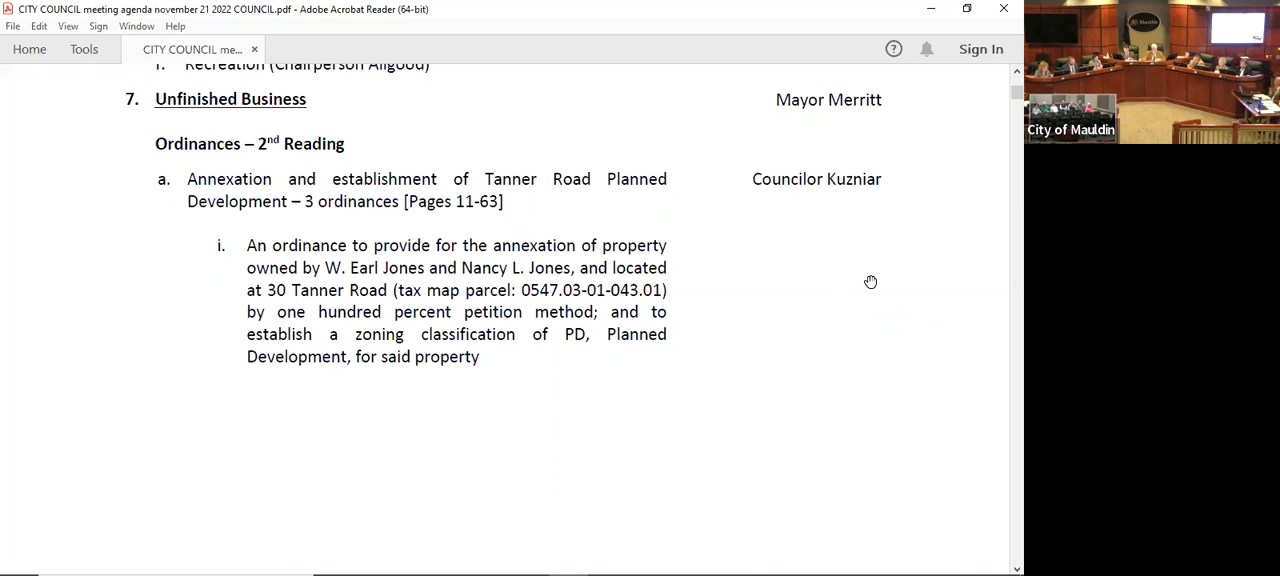 CITY COUNCIL meeting agenda november 21 2022 COUNCIL.pdf - Adobe Acrobat Reader (64-bit)
File Edit View Sign Window Help
Home Tools CITY COUNCIL me... × Sign In
f. Recreation (Chairperson Allgood)
7. Unfinished Business Mayor Merritt
Ordinances – 2nd Reading
a. Annexation and establishment of Tanner Road Planned Councilor Kuzniar
Development – 3 ordinances [Pages 11-63]
i. An ordinance to provide for the annexation of property
owned by W. Earl Jones and Nancy L. Jones, and located
at 30 Tanner Road (tax map parcel: 0547.03-01-043.01)
by one hundred percent petition method; and to
establish a zoning classification of PD, Planned
Development, for said property
Mauldin
City of Mauldin